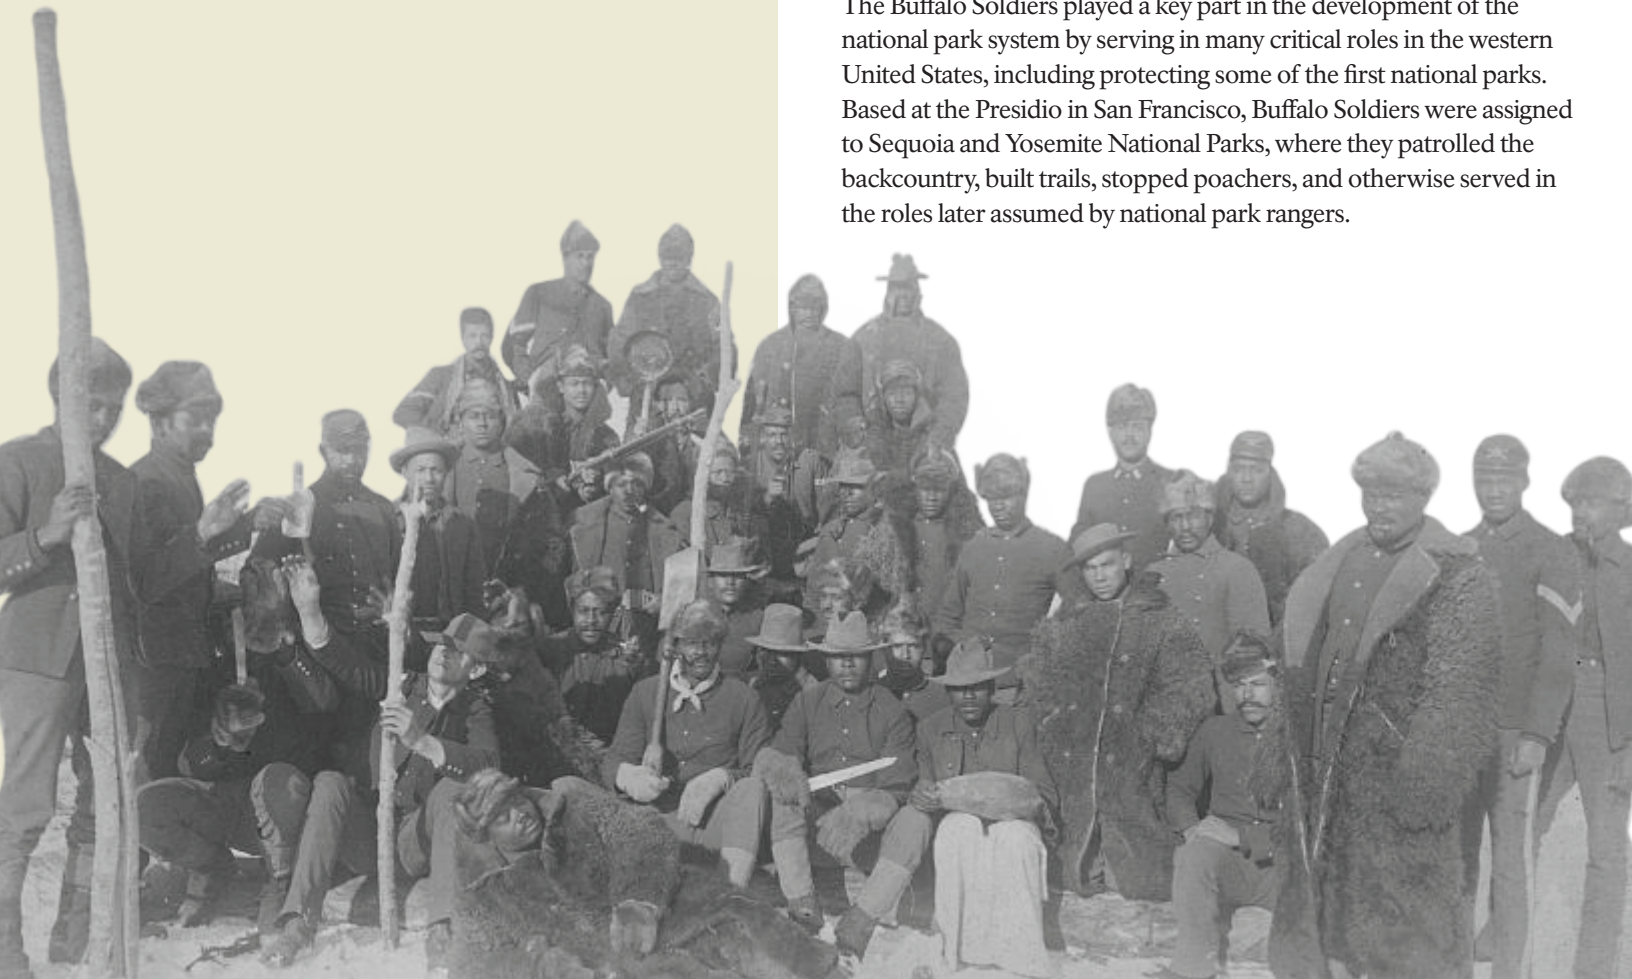 The Buffalo Soldiers played a key part in the development of the
national park system by serving in many critical roles in the western
United States, including protecting some of the first national parks.
Based at the Presidio in San Francisco, Buffalo Soldiers were assigned
to Sequoia and Yosemite National Parks, where they patrolled the
backcountry, built trails, stopped poachers, and otherwise served in
the roles later assumed by national park rangers.